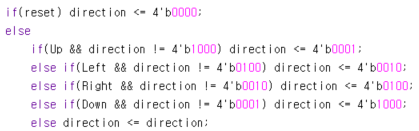 if(reset) direction <= 4'b0000;
else
if(Up && direction != 4'b1000) direction <= 4'b0001;
else if(Left && direction != 4'b0100) direction <= 4'b0010;
else if(Right && direction != 4'b0010) direction <= 4'b0100;
else if(Down && direction != 4'b0001) direction <= 4'b1000;
else direction <= direction;